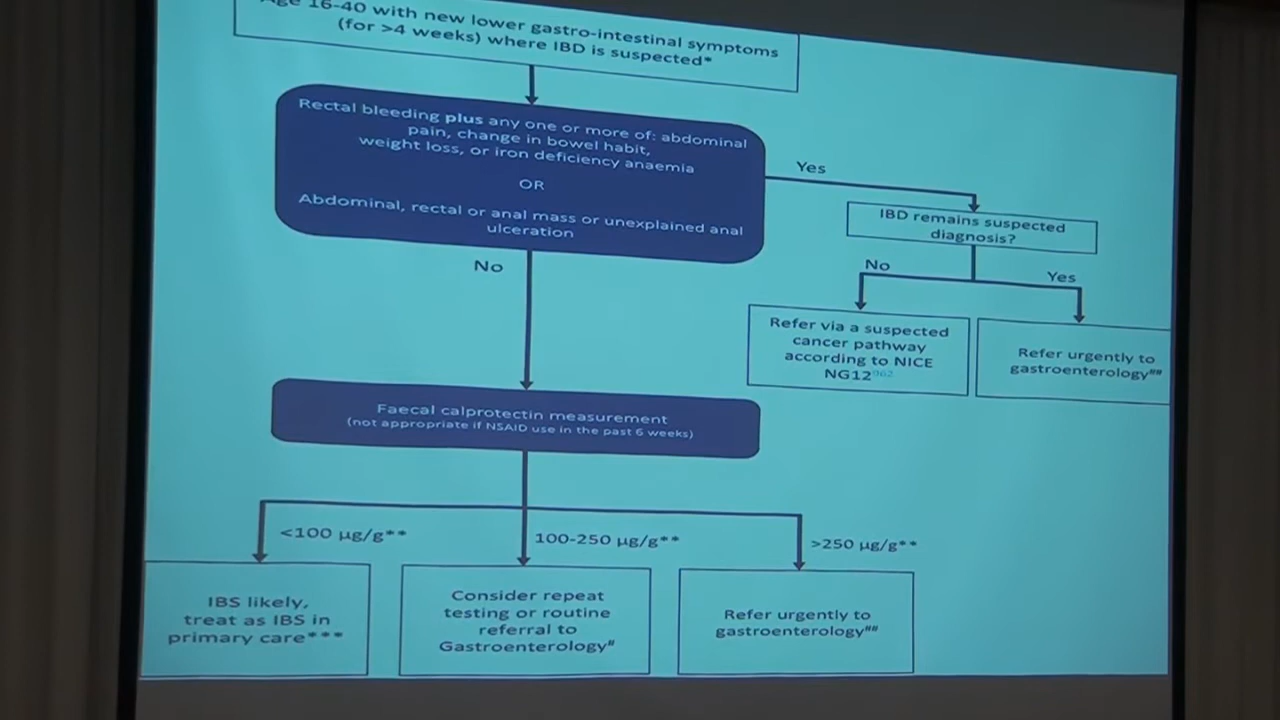 Age 16-40 with new lower gastro-intestinal symptoms
(for >4 weeks) where IBD is suspected*
Rectal bleeding plus any one or more of: abdominal
pain, change in bowel habit,
weight loss, or iron deficiency anaemia
OR
Abdominal, rectal or anal mass or unexplained anal
ulceration
Yes
IBD remains suspected
diagnosis?
No
Yes
Refer via a suspected
cancer pathway
according to NICE
NG12
Refer urgently to
gastroenterology##
No
Faecal calprotectin measurement
(not appropriate if NSAID use in the past 6 weeks)
<100 µg/g**
100-250 µg/g**
>250 µg/g**
IBS likely,
treat as IBS in
primary care***
Consider repeat
testing or routine
referral to
Gastroenterology#
Refer urgently to
gastroenterology##